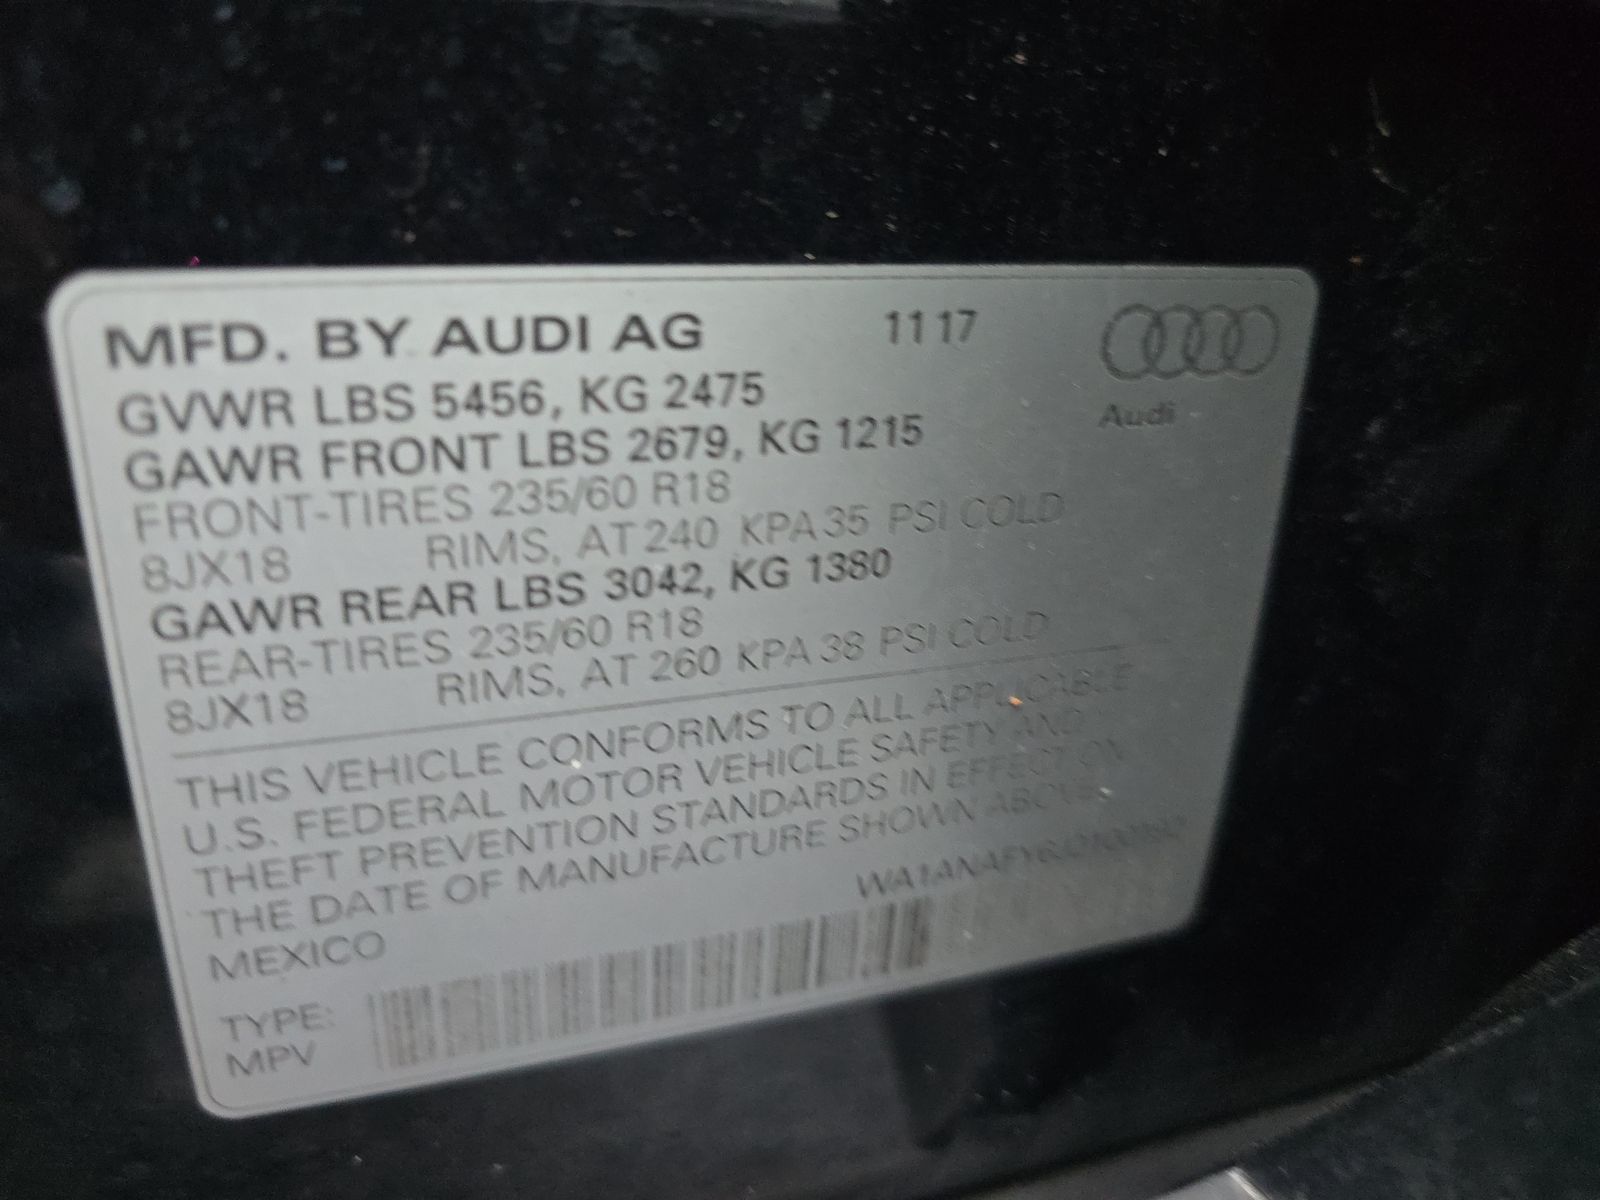 MFD. BY AUDI AG 11 17
Audi
GVWR LBS 5456, KG 2475
GAWR FRONT LBS 2679, KG 1215
FRONT-TIRES 235/60 R18
8JX18 RIMS, AT 240 KPA 35 PSI COLD
GAWR REAR LBS 3042, KG 1380
REAR-TIRES 235/60 R18
8JX18 RIMS, AT 260 KPA 38 PSI COLD
THIS VEHICLE CONFORMS TO ALL APPLICABLE
U.S. FEDERAL MOTOR VEHICLE SAFETY AND
THEFT PREVENTION STANDARDS IN EFFECT ON
THE DATE OF MANUFACTURE SHOWN ABOVE.
MEXICO
TYPE:
MPV